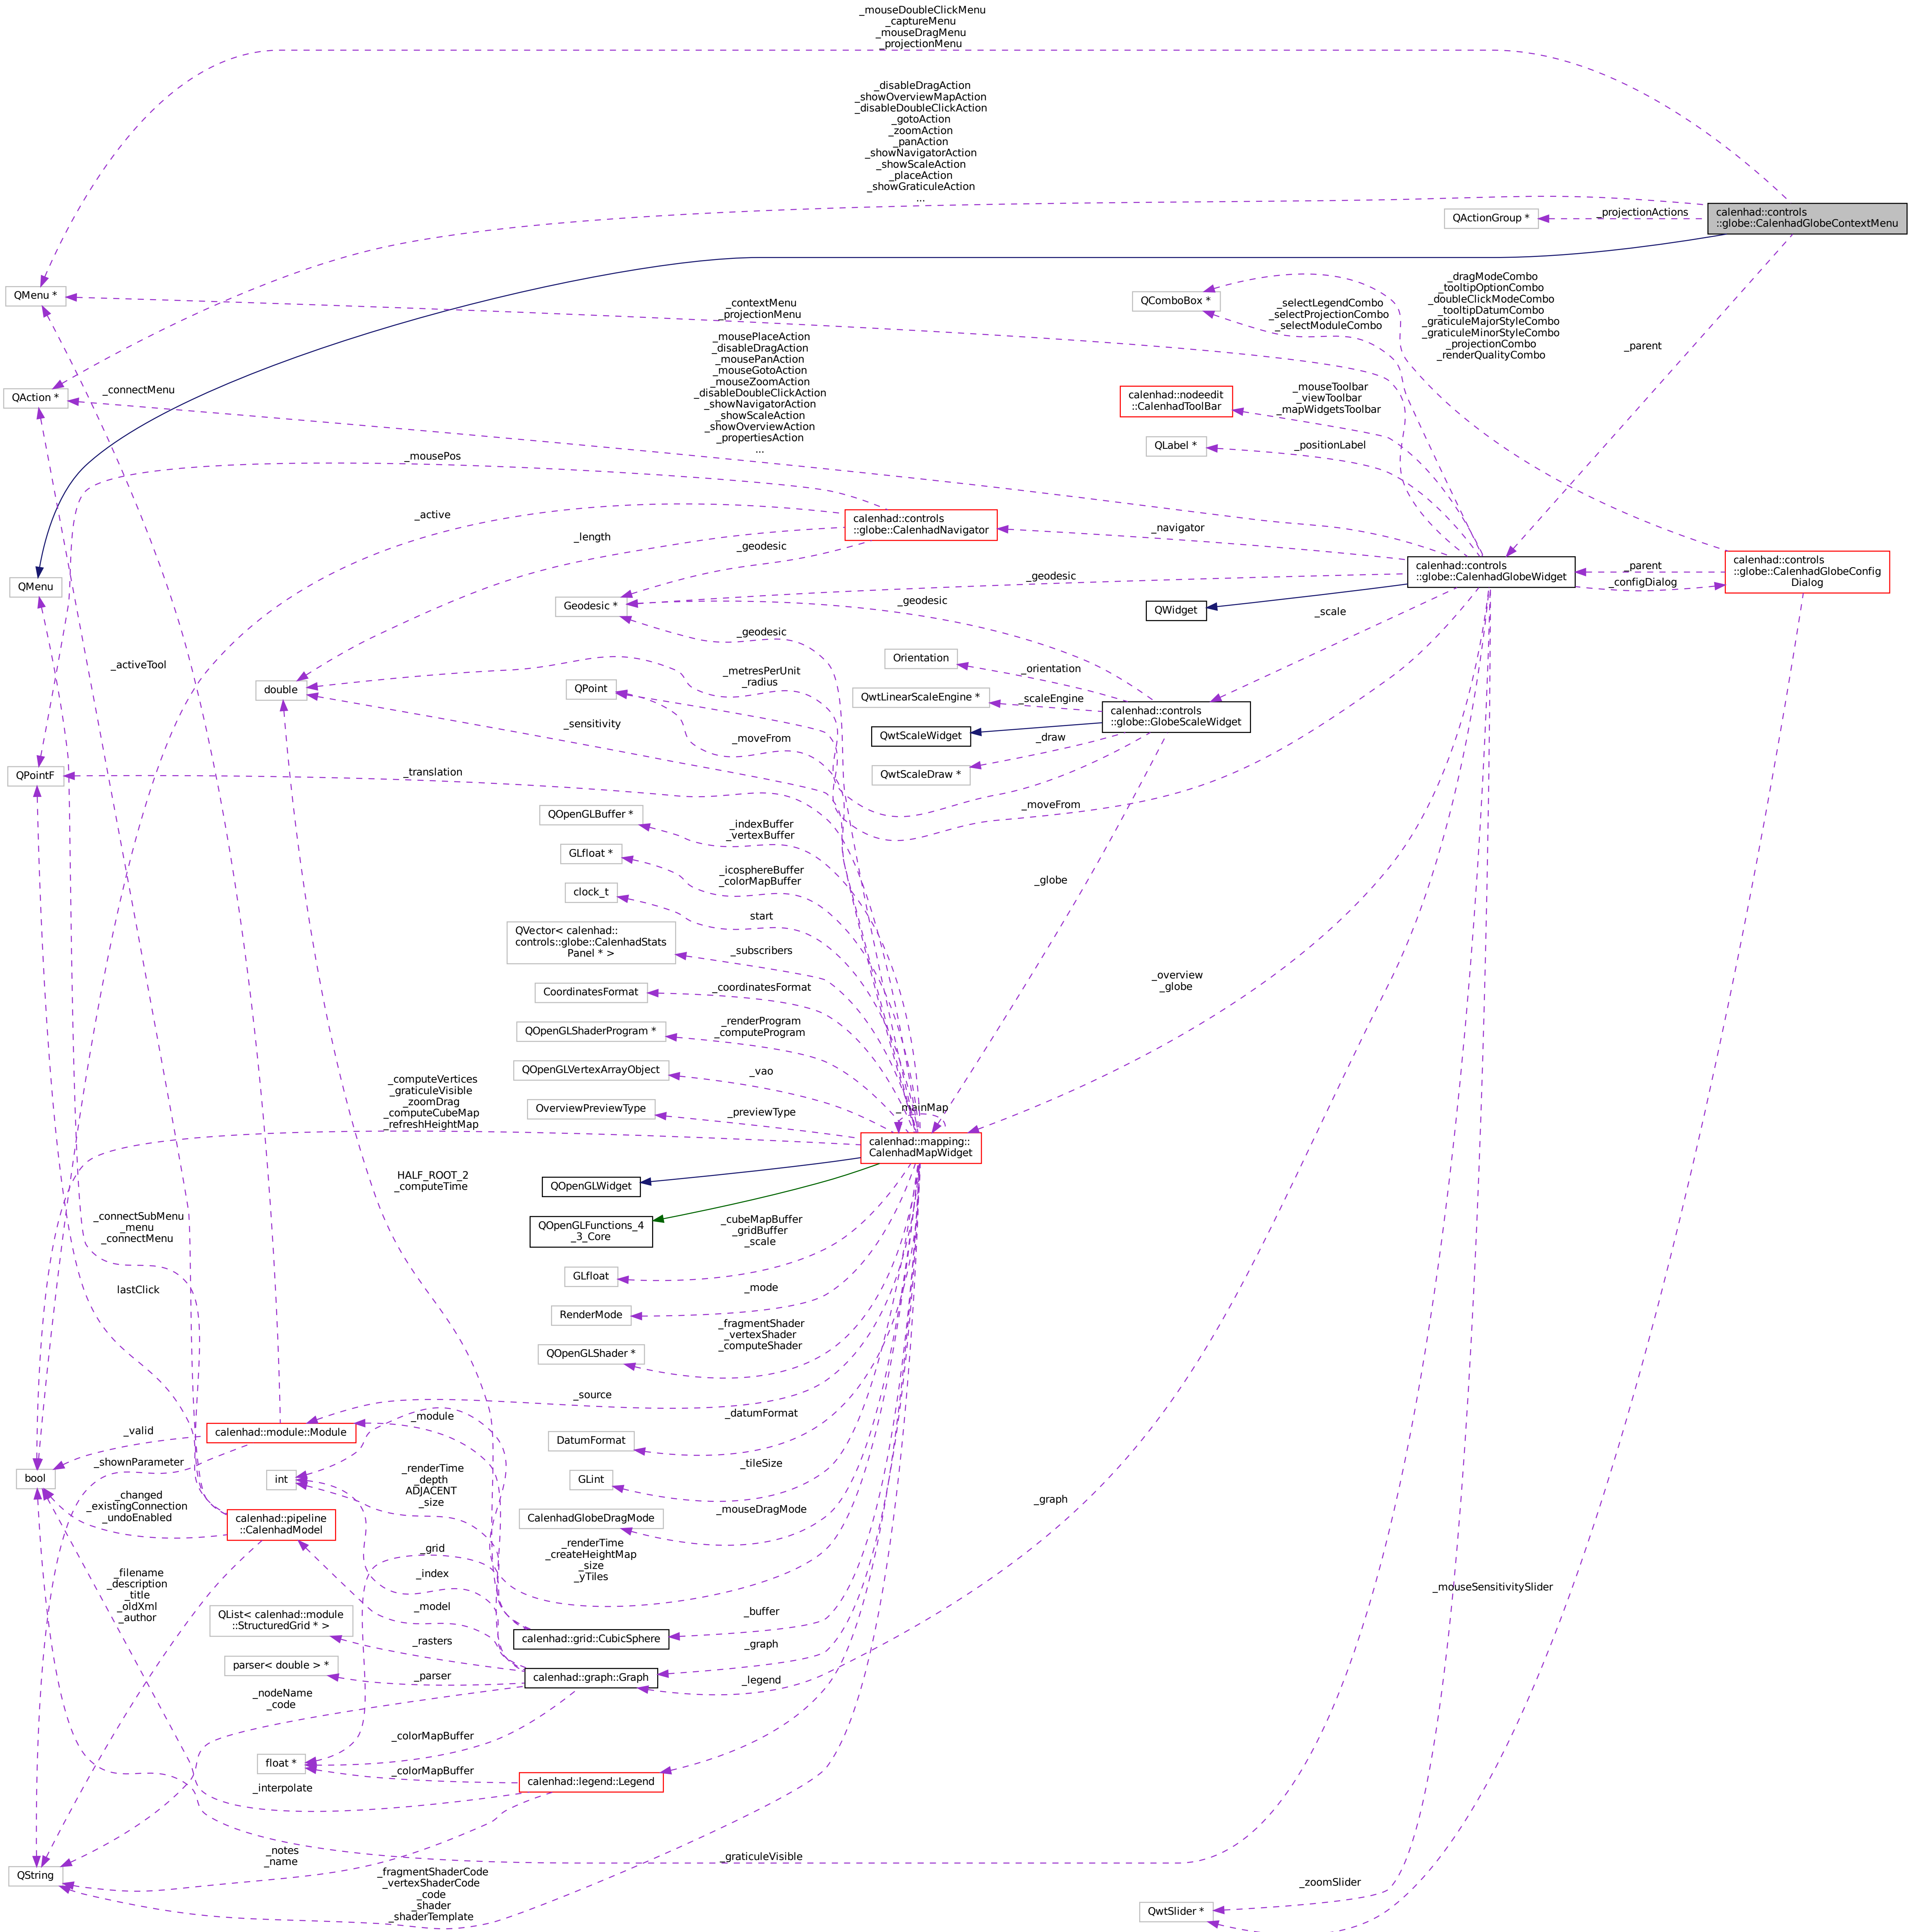 _mouseDoubleClickMenu
_captureMenu
_mouseDragMenu
_projectionMenu
_disableDragAction
_showOverviewMapAction
_disableDoubleClickAction
_gotoAction
_zoomAction
_panAction
_showNavigatorAction
_showScaleAction
_placeAction
_showGraticuleAction
...
calenhad::controls
::globe::CalenhadGlobeContextMenu
QActionGroup *
_projectionActions
QMenu *
_contextMenu
_projectionMenu
QComboBox *
_selectLegendCombo
_selectProjectionCombo
_selectModuleCombo
_dragModeCombo
_tooltipOptionCombo
_doubleClickModeCombo
_tooltipDatumCombo
_graticuleMajorStyleCombo
_graticuleMinorStyleCombo
_projectionCombo
_renderQualityCombo
_parent
_mousePlaceAction
_disableDragAction
_mousePanAction
_mouseGotoAction
_mouseZoomAction
_disableDoubleClickAction
_showNavigatorAction
_showScaleAction
_showOverviewAction
_propertiesAction
...
QAction *
_connectMenu
calenhad::nodeedit
::CalenhadToolBar
_mouseToolbar
_viewToolbar
_mapWidgetsToolbar
QLabel *
_positionLabel
_mousePos
_active
calenhad::controls
::globe::CalenhadNavigator
_navigator
_length
_geodesic
calenhad::controls
::globe::CalenhadGlobeWidget
_parent
_configDialog
calenhad::controls
::globe::CalenhadGlobeConfig
Dialog
QMenu
_geodesic
Geodesic *
_geodesic
QWidget
_scale
_geodesic
_activeTool
Orientation
_orientation
double
_metresPerUnit
_radius
QPoint
QwtLinearScaleEngine *
_scaleEngine
calenhad::controls
::globe::GlobeScaleWidget
_sensitivity
_moveFrom
QwtScaleWidget
_draw
QPointF
_translation
QwtScaleDraw *
_moveFrom
QOpenGLBuffer *
_indexBuffer
_vertexBuffer
GLfloat *
_icosphereBuffer
_colorMapBuffer
_globe
clock_t
start
QVector< calenhad::
controls::globe::CalenhadStats
Panel * >
_subscribers
CoordinatesFormat
_coordinatesFormat
_overview
_globe
QOpenGLShaderProgram *
_renderProgram
_computeProgram
QOpenGLVertexArrayObject
_vao
_computeVertices
_graticuleVisible
_zoomDrag
_computeCubeMap
_refreshHeightMap
OverviewPreviewType
_previewType
_mainMap
calenhad::mapping::
CalenhadMapWidget
HALF_ROOT_2
_computeTime
QOpenGLWidget
QOpenGLFunctions_4
_3_Core
_connectSubMenu
_menu
_connectMenu
_cubeMapBuffer
_gridBuffer
_scale
GLfloat
lastClick
_mode
RenderMode
_fragmentShader
_vertexShader
_computeShader
QOpenGLShader *
_source
_module
_datumFormat
calenhad::module::Module
_valid
DatumFormat
_shownParameter
bool
int
_renderTime
_depth
ADJACENT
_size
GLint
_tileSize
_changed
_existingConnection
_undoEnabled
calenhad::pipeline
::CalenhadModel
CalenhadGlobeDragMode
_mouseDragMode
_graph
_renderTime
_createHeightMap
_size
_yTiles
_grid
_index
_filename
_description
_title
_oldXml
_author
_mouseSensitivitySlider
_model
QList< calenhad::module
::StructuredGrid * >
_buffer
calenhad::grid::CubicSphere
_rasters
_graph
parser< double > *
_parser
calenhad::graph::Graph
_legend
_nodeName
_code
_colorMapBuffer
float *
_colorMapBuffer
calenhad::legend::Legend
_interpolate
_notes
_name
_graticuleVisible
QString
_fragmentShaderCode
_vertexShaderCode
_code
_shader
_shaderTemplate
_zoomSlider
QwtSlider *